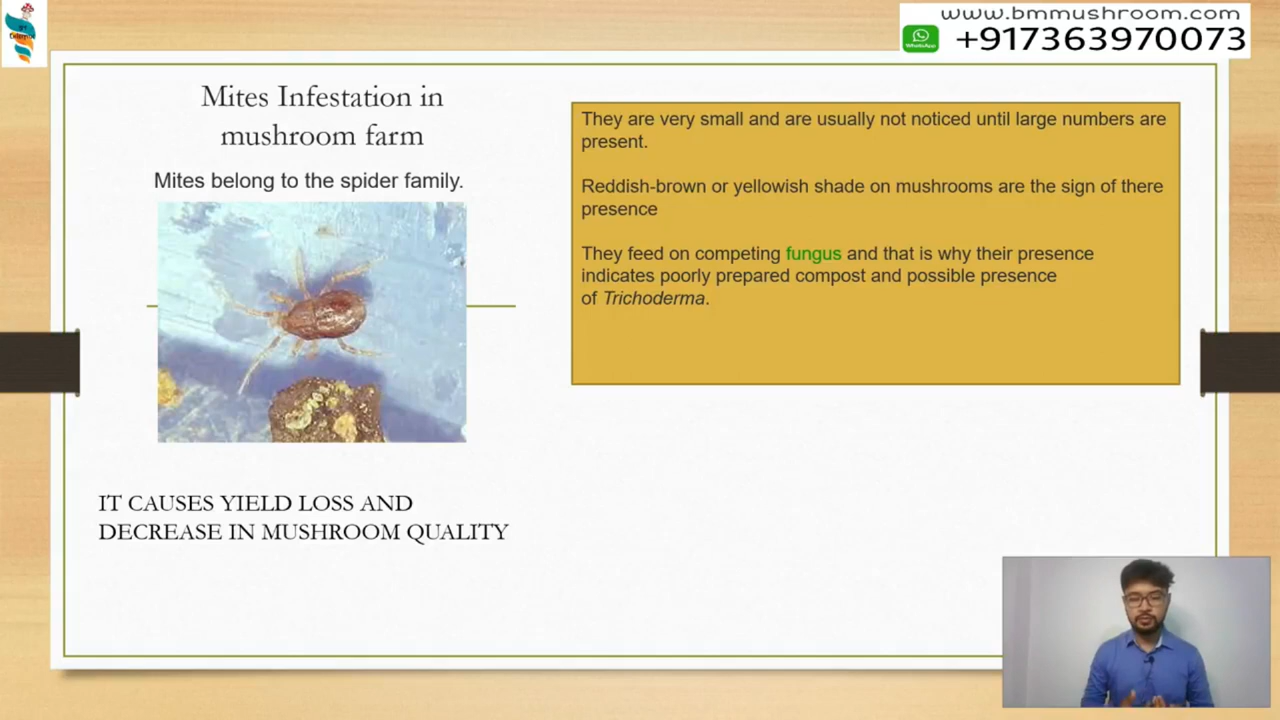 www.bmmushroom.com
WhatsApp
+917363970073
Mites Infestation in
mushroom farm
Mites belong to the spider family.
They are very small and are usually not noticed until large numbers are
present.
Reddish-brown or yellowish shade on mushrooms are the sign of there
presence
They feed on competing fungus and that is why their presence
indicates poorly prepared compost and possible presence
of Trichoderma.
IT CAUSES YIELD LOSS AND
DECREASE IN MUSHROOM QUALITY